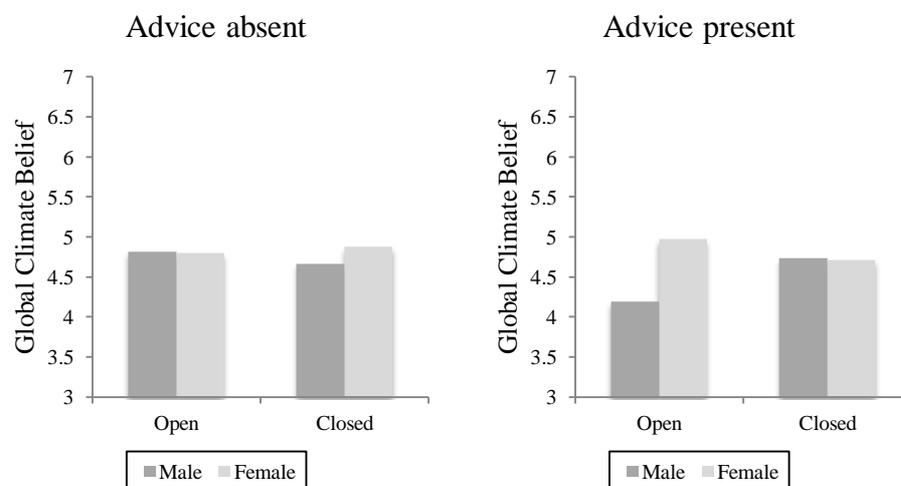 Advice absent
Global Climate Belief
7
6.5
6
5.5
5
4.5
4
3.5
3
Open Closed
Male Female
Advice present
Global Climate Belief
7
6.5
6
5.5
5
4.5
4
3.5
3
Open Closed
Male Female